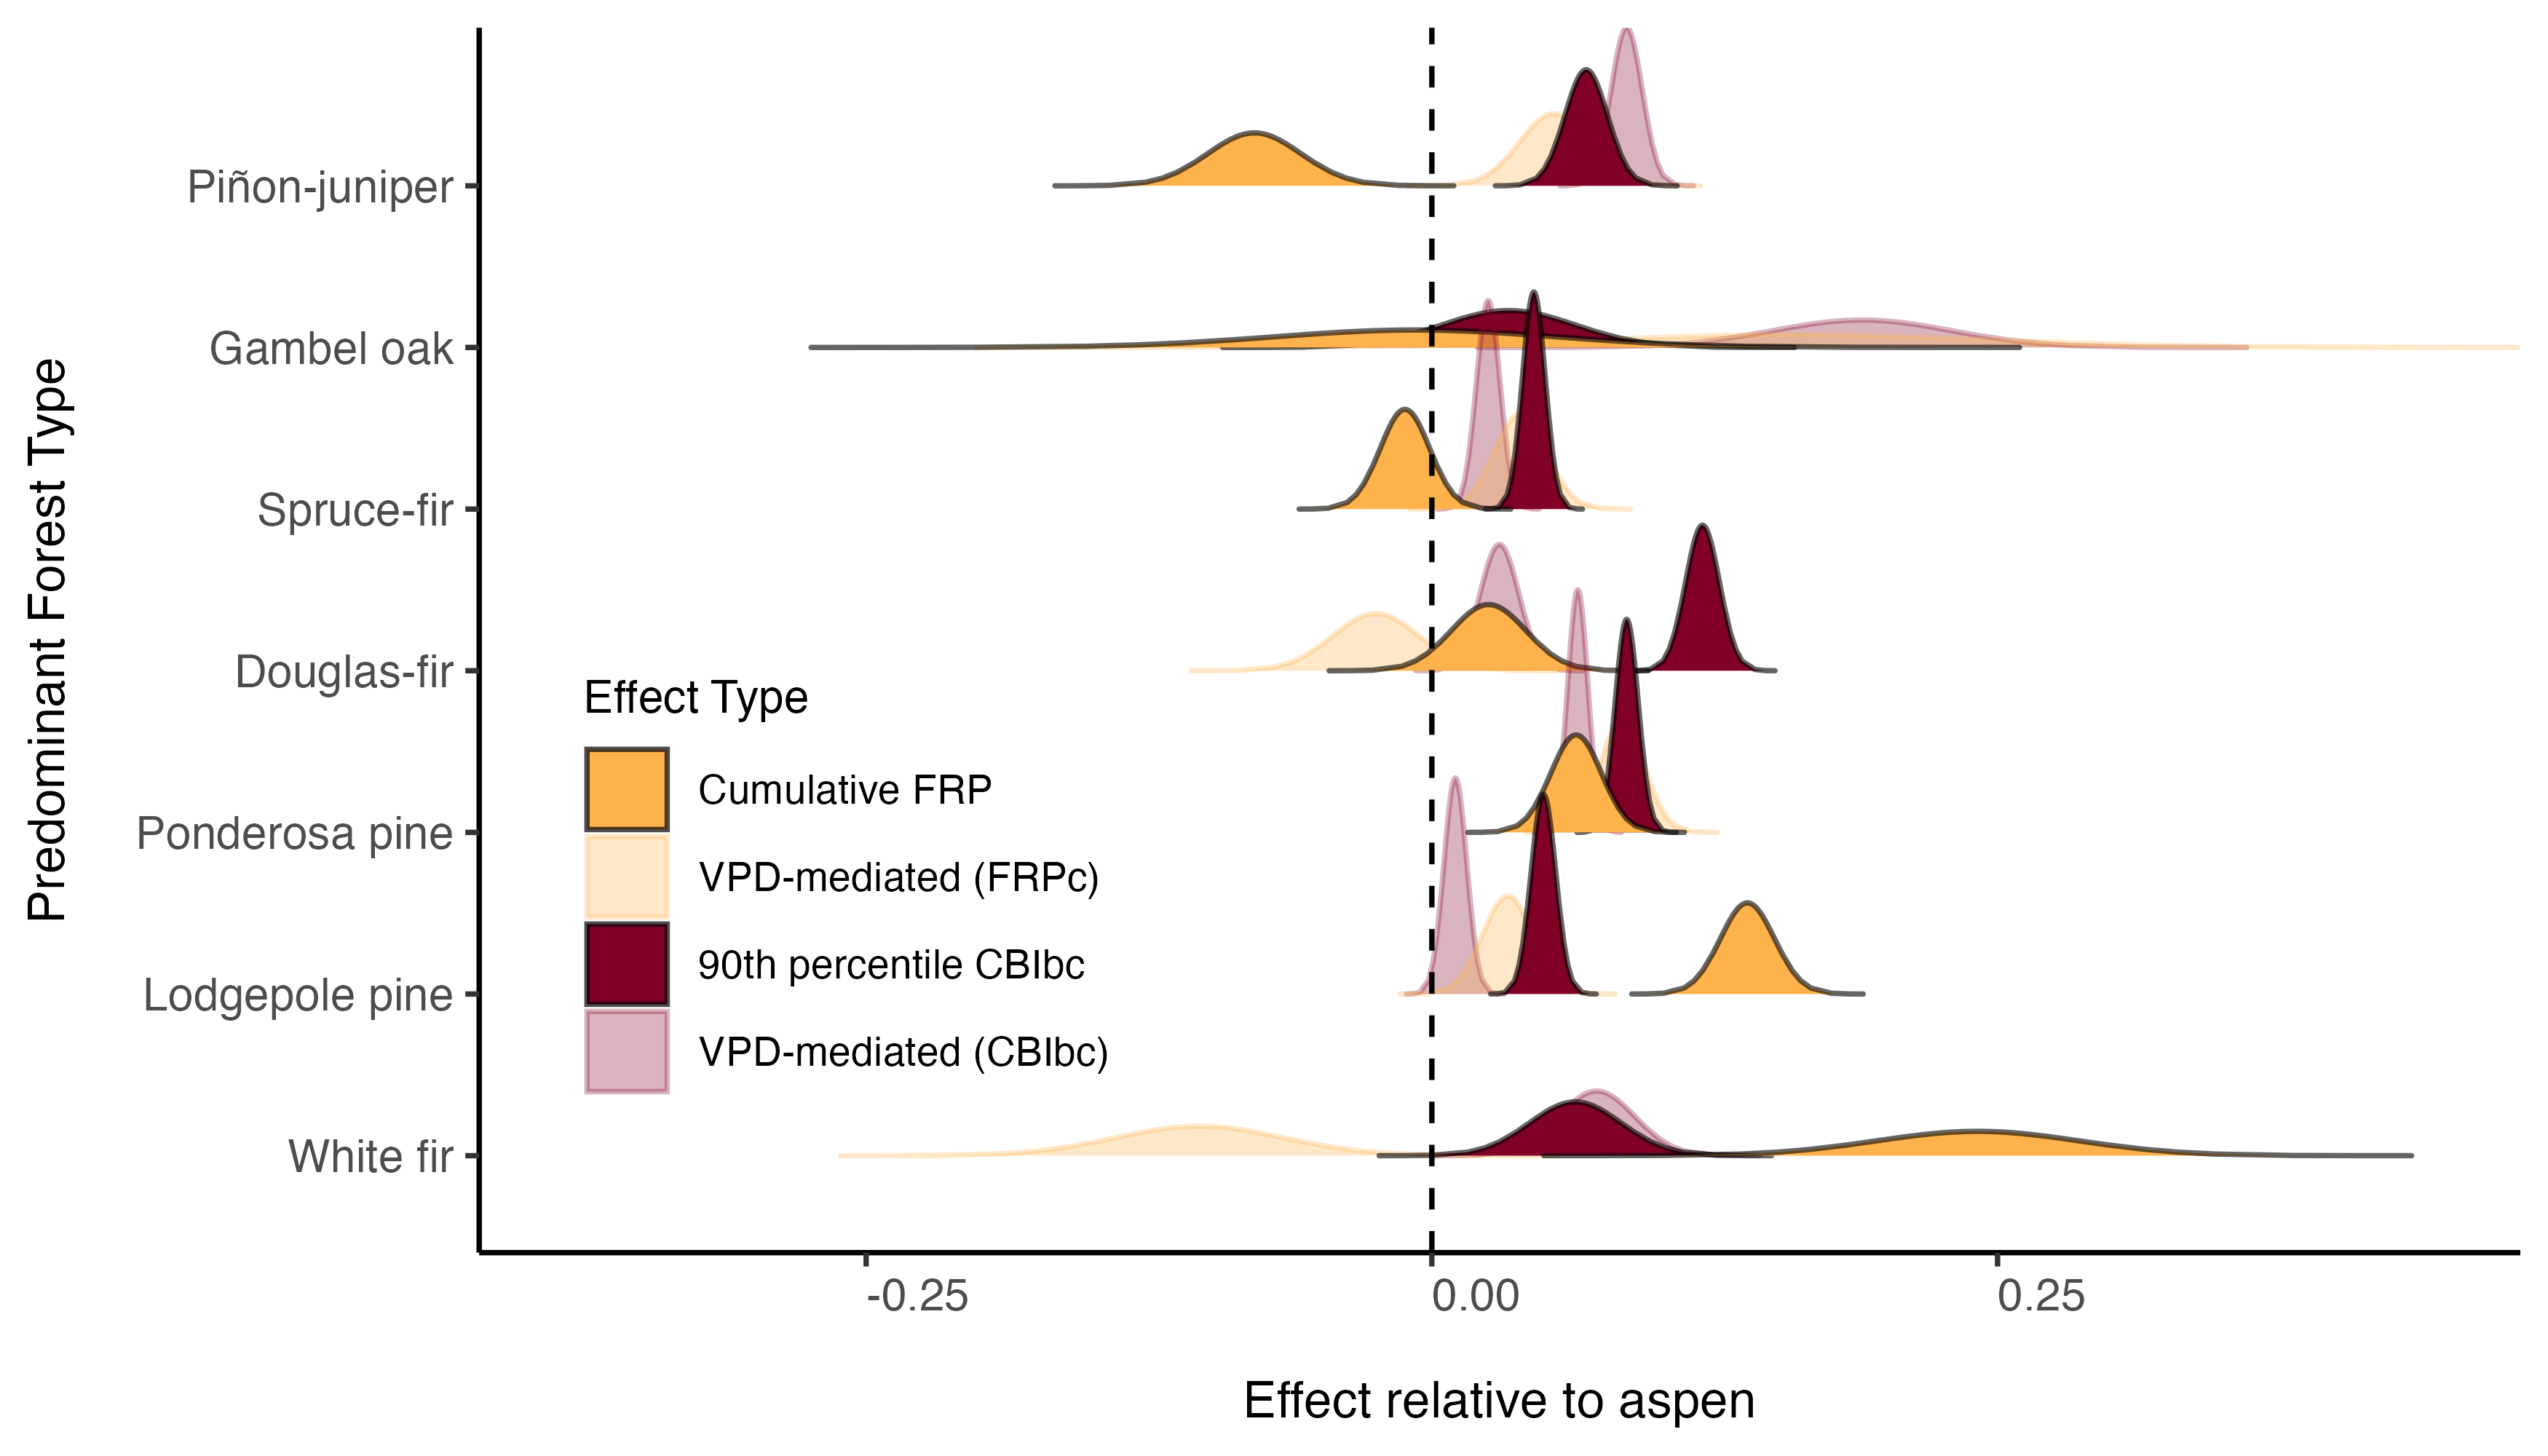 Predominant Forest Type
Piñon-juniper
Gambel oak
Spruce-fir
Douglas-fir
Ponderosa pine
Lodgepole pine
White fir
Effect Type
Cumulative FRP
VPD-mediated (FRPc)
90th percentile CBIbc
VPD-mediated (CBIbc)
-0.25
0.00
0.25
Effect relative to aspen